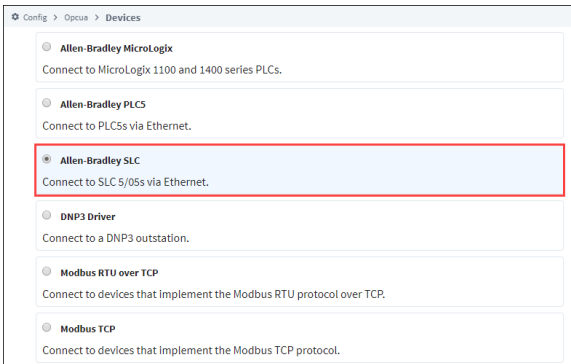 Config > Opcua > Devices
Allen-Bradley MicroLogix
Connect to MicroLogix 1100 and 1400 series PLCs.
Allen-Bradley PLC5
Connect to PLC5s via Ethernet.
Allen-Bradley SLC
Connect to SLC 5/05s via Ethernet.
DNP3 Driver
Connect to a DNP3 outstation.
Modbus RTU over TCP
Connect to devices that implement the Modbus RTU protocol over TCP.
Modbus TCP
Connect to devices that implement the Modbus TCP protocol.